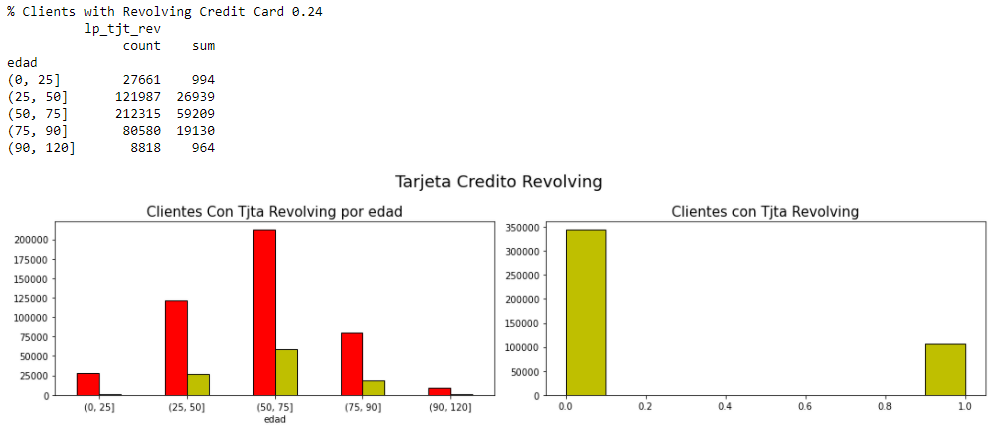 % Clients with Revolving Credit Card 0.24
lp_tjt_rev
count sum
edad
(0, 25] 27661 994
(25, 50] 121987 26939
(50, 75] 212315 59209
(75, 90] 80580 19130
(90, 120] 8818 964
Tarjeta Credito Revolving
Clientes Con Tjta Revolving por edad
200000
175000
150000
125000
100000
75000
50000
25000
0
(0, 25] (25, 50] (50, 75] (75, 90] (90, 120]
edad
Clientes con Tjta Revolving
350000
300000
250000
200000
150000
100000
50000
0
0.0 0.2 0.4 0.6 0.8 1.0